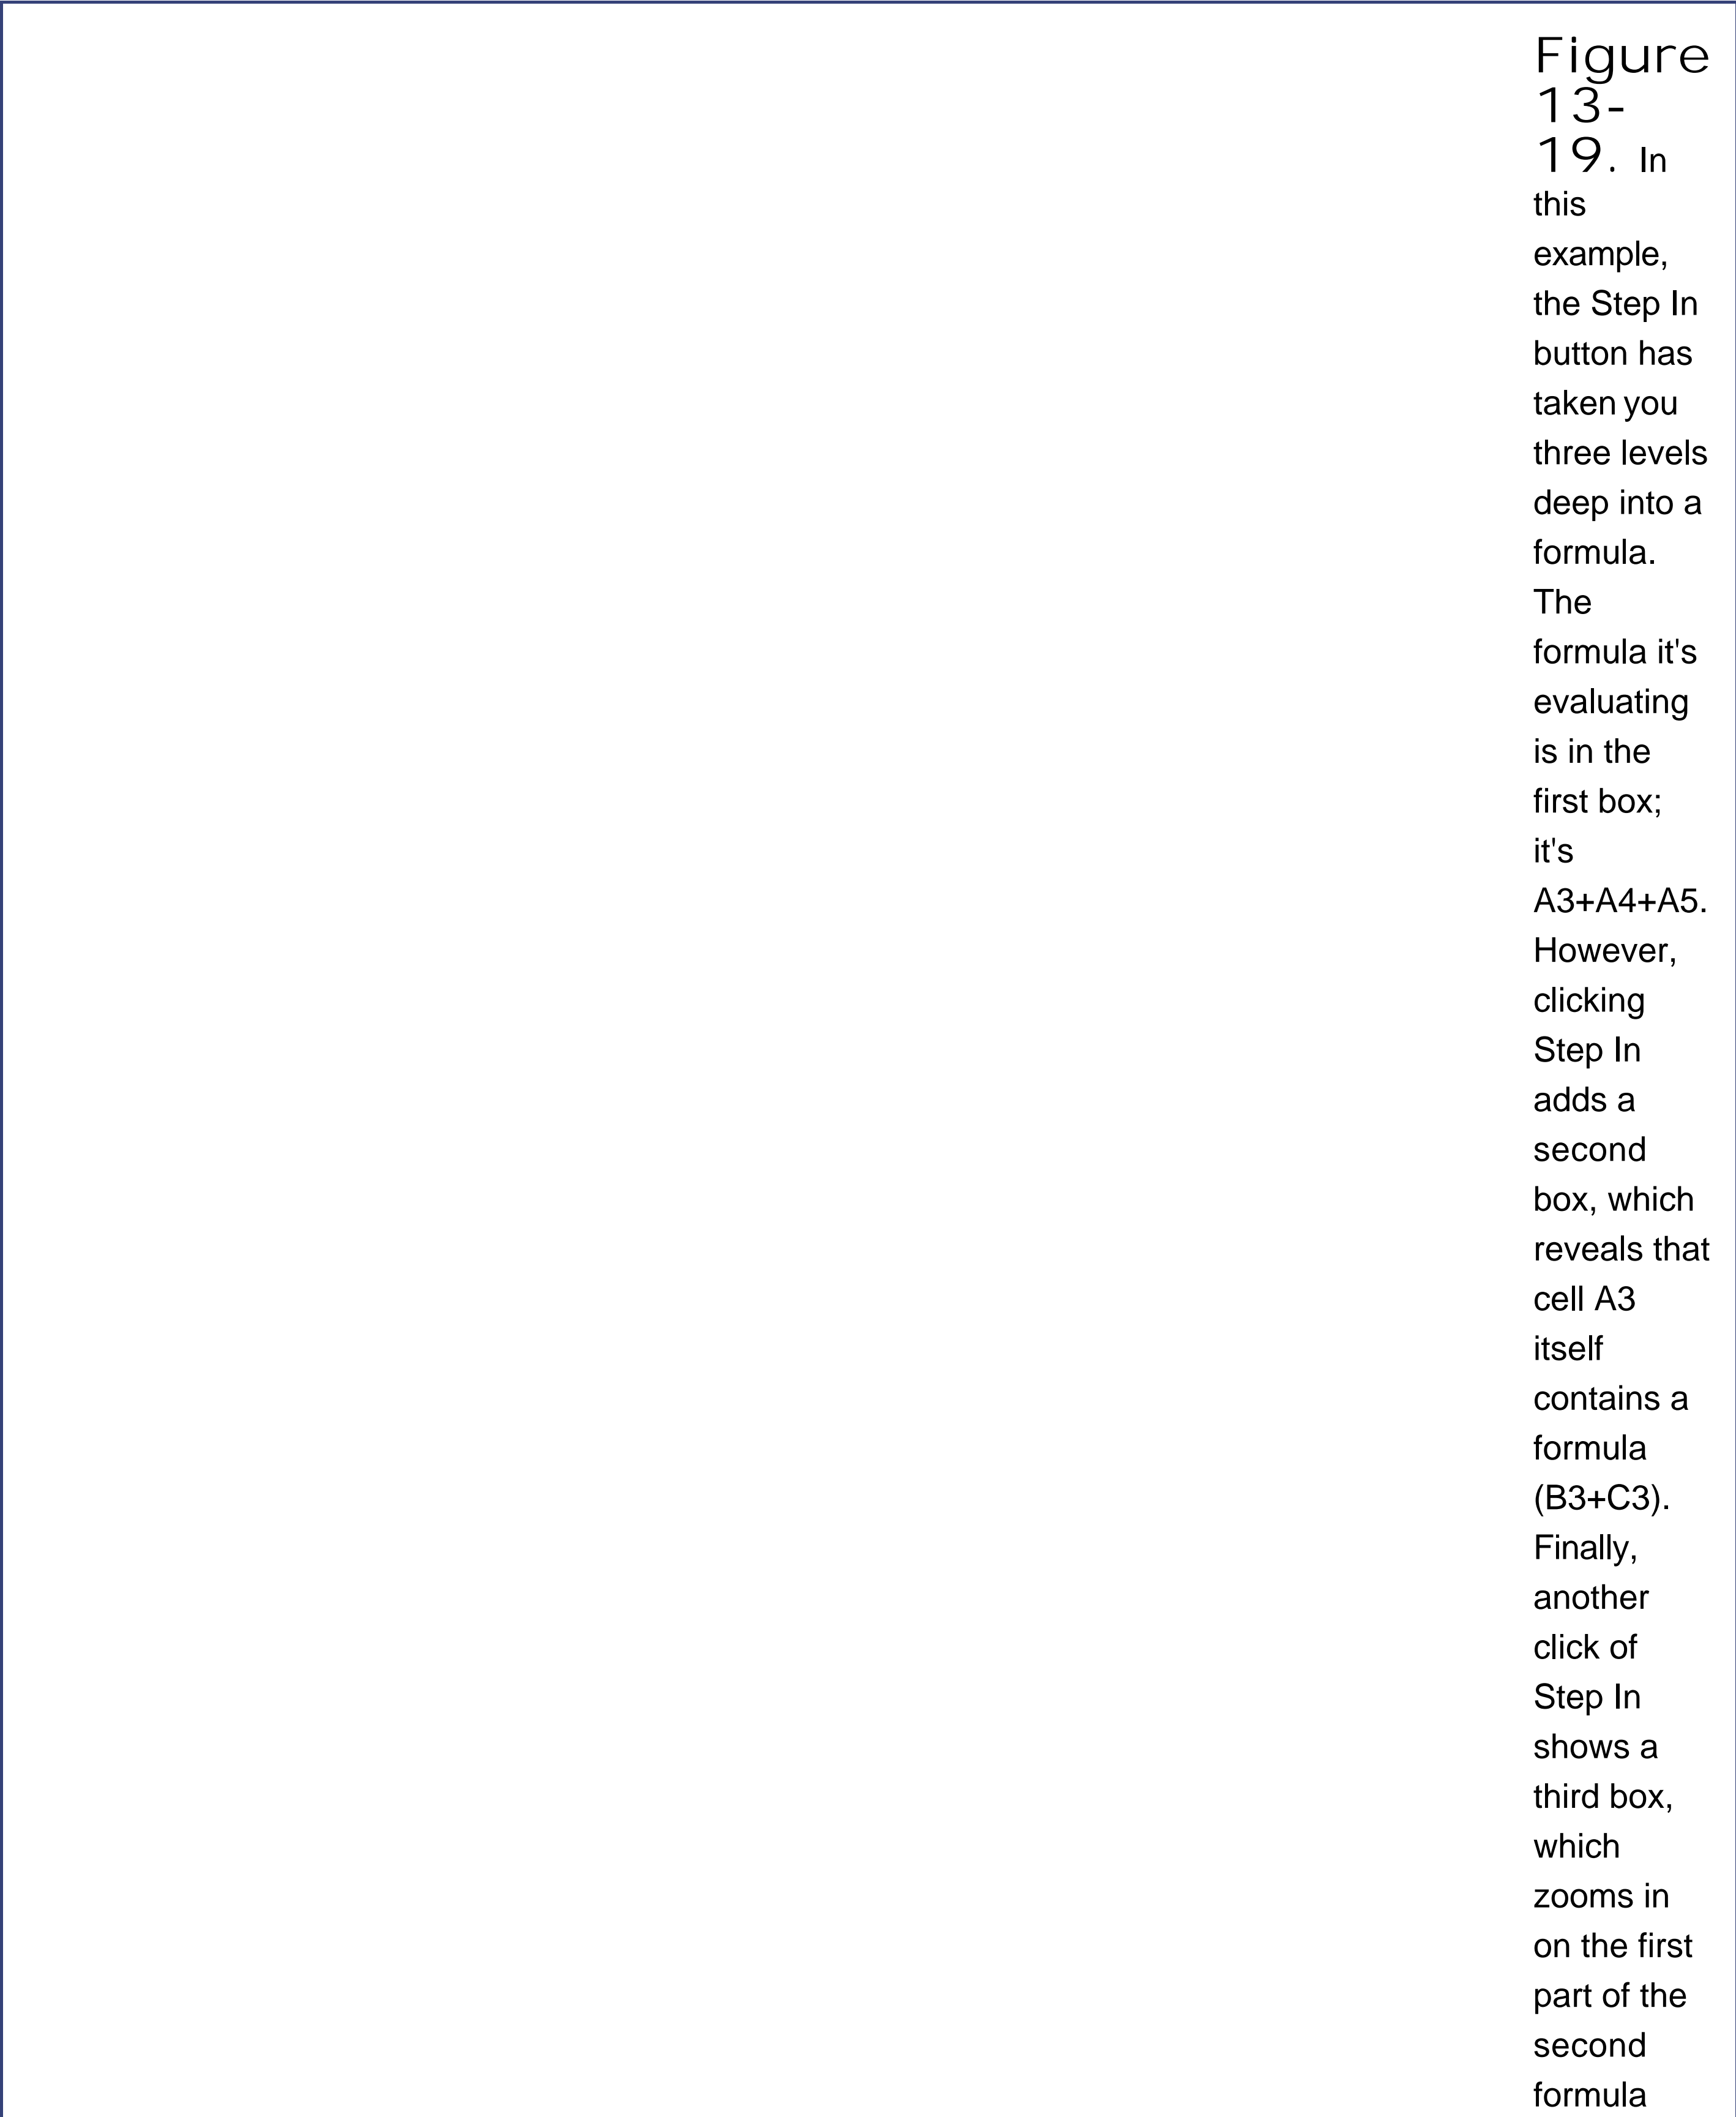 Figure
13-
19. In
this
example,
the Step In
button has
taken you
three levels
deep into a
formula.
The
formula it's
evaluating
is in the
first box;
it's
A3+A4+A5.
However,
clicking
Step In
adds a
second
box, which
reveals that
cell A3
itself
contains a
formula
(B3+C3).
Finally,
another
click of
Step In
shows a
third box,
which
zooms in
on the first
part of the
second
formula